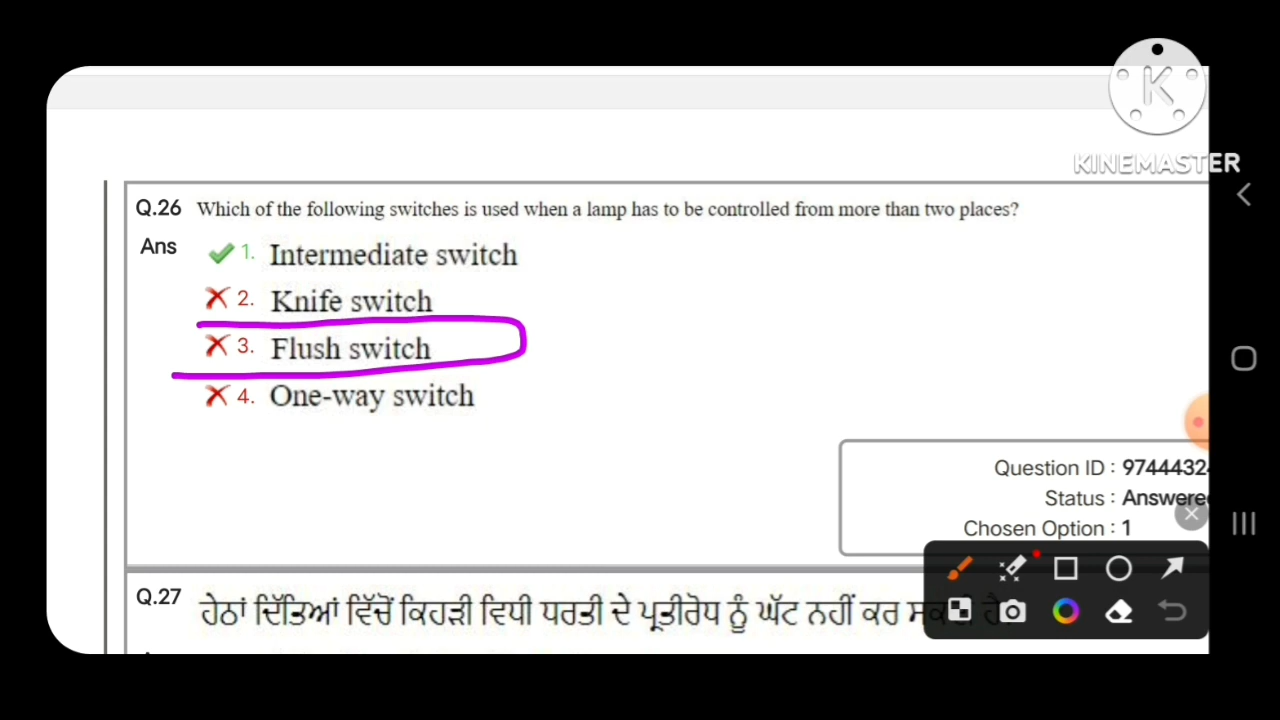 K
KINEMASTER
Q.26 Which of the following switches is used when a lamp has to be controlled from more than two places?
Ans 1. Intermediate switch
2. Knife switch
3. Flush switch
4. One-way switch
Question ID : 9744432
Status : Answered
Chosen Option : 1
Q.27 ਹੇਠਾਂ ਦਿੱਤਿਆਂ ਵਿੱਚੋਂ ਕਿਹੜੀ ਵਿਧੀ ਧਰਤੀ ਦੇ ਪ੍ਰਤੀਰੋਧ ਨੂੰ ਘੱਟ ਨਹੀਂ ਕਰ